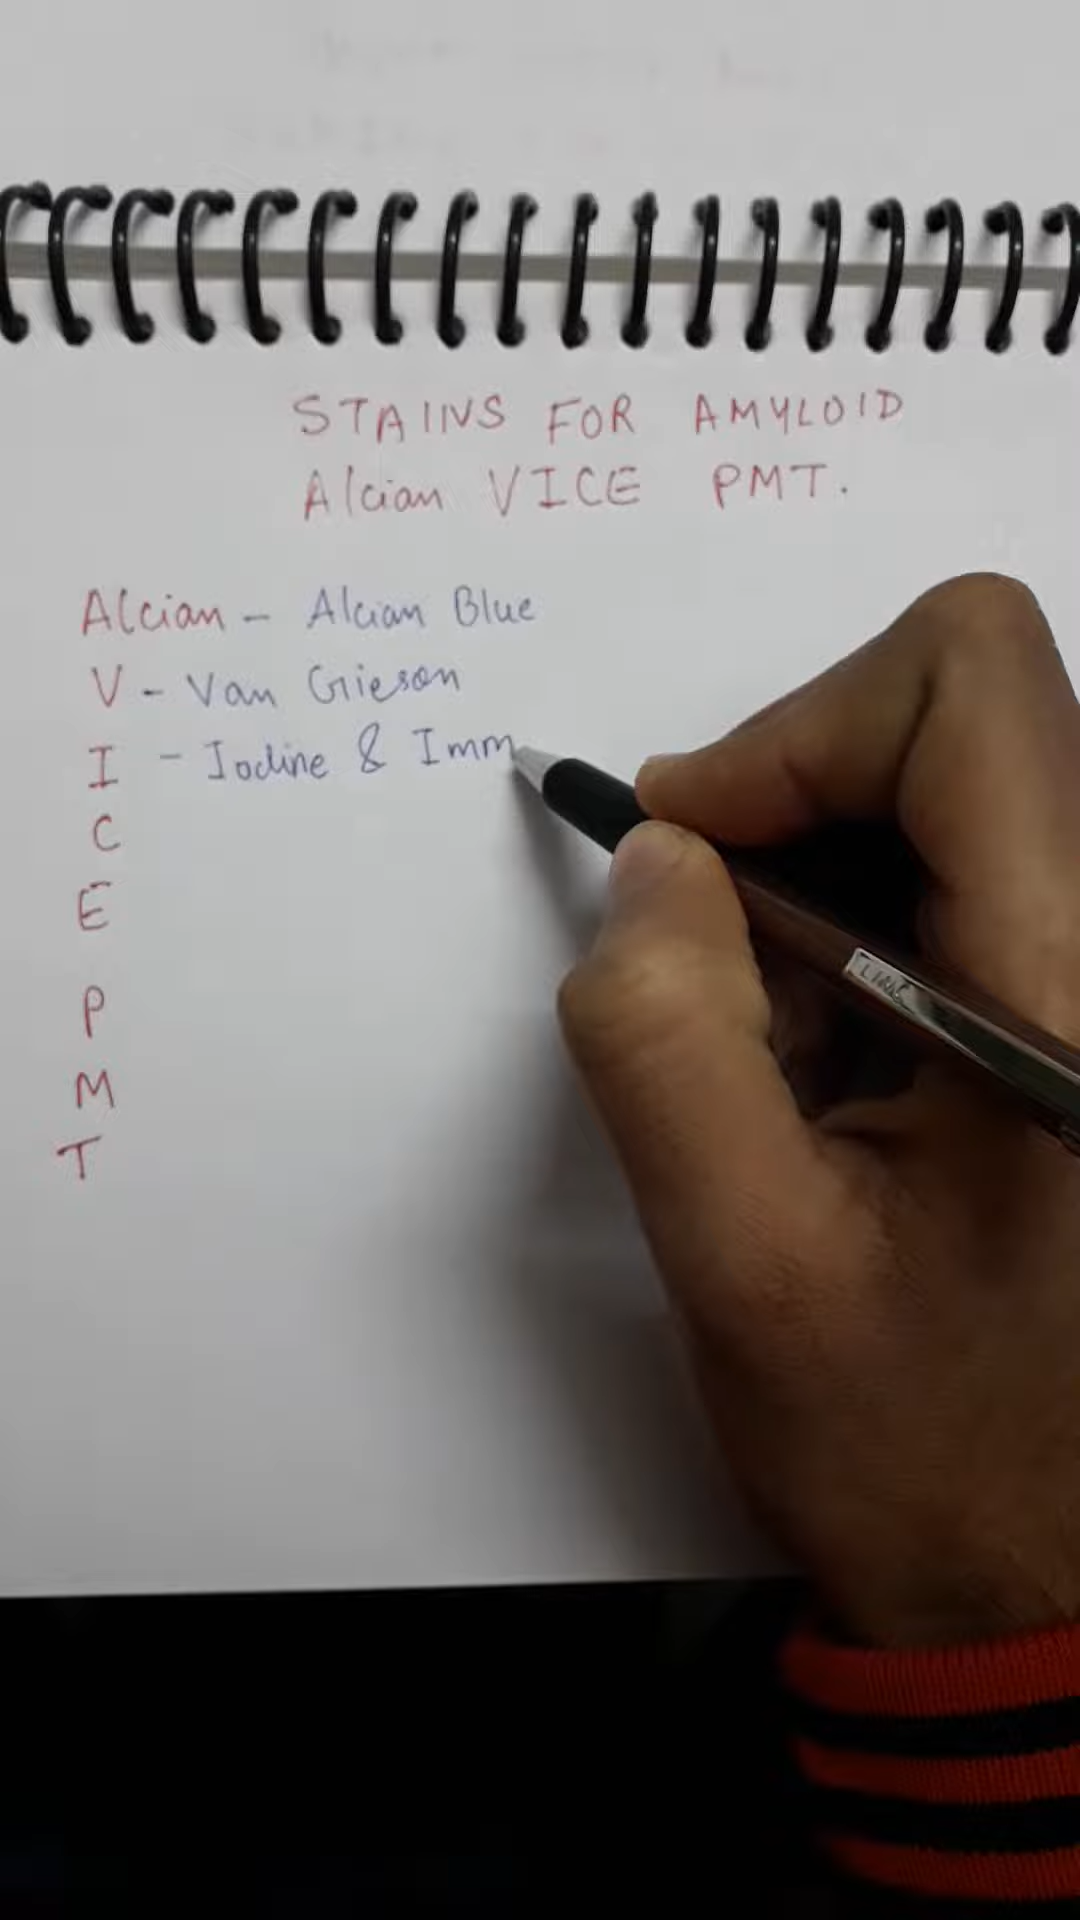 STAINS FOR AMYLOID
Alcian VICE PMT.
Alcian - Alcian Blue
V - Van Gieson
I - Iodine & Imm
C
E
P
M
T